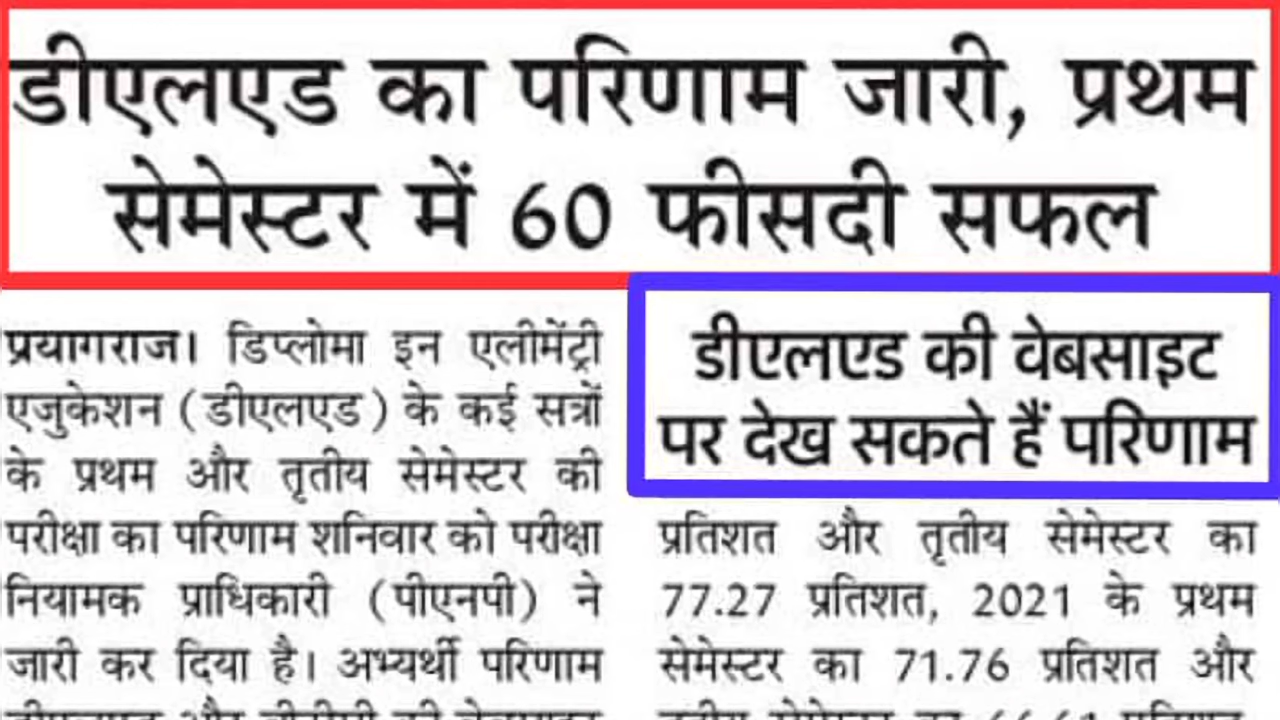 डीएलएड का परिणाम जारी, प्रथम
सेमेस्टर में 60 फीसदी सफल
प्रयागराज। डिप्लोमा इन एलीमेंट्री
एजुकेशन (डीएलएड) के कई सत्रों
के प्रथम और तृतीय सेमेस्टर की
परीक्षा का परिणाम शनिवार को परीक्षा
नियामक प्राधिकारी (पीएनपी) ने
जारी कर दिया है। अभ्यर्थी परिणाम
डीएलएड की वेबसाइट
पर देख सकते हैं परिणाम
प्रतिशत और तृतीय सेमेस्टर का
77.27 प्रतिशत, 2021 के प्रथम
सेमेस्टर का 71.76 प्रतिशत और